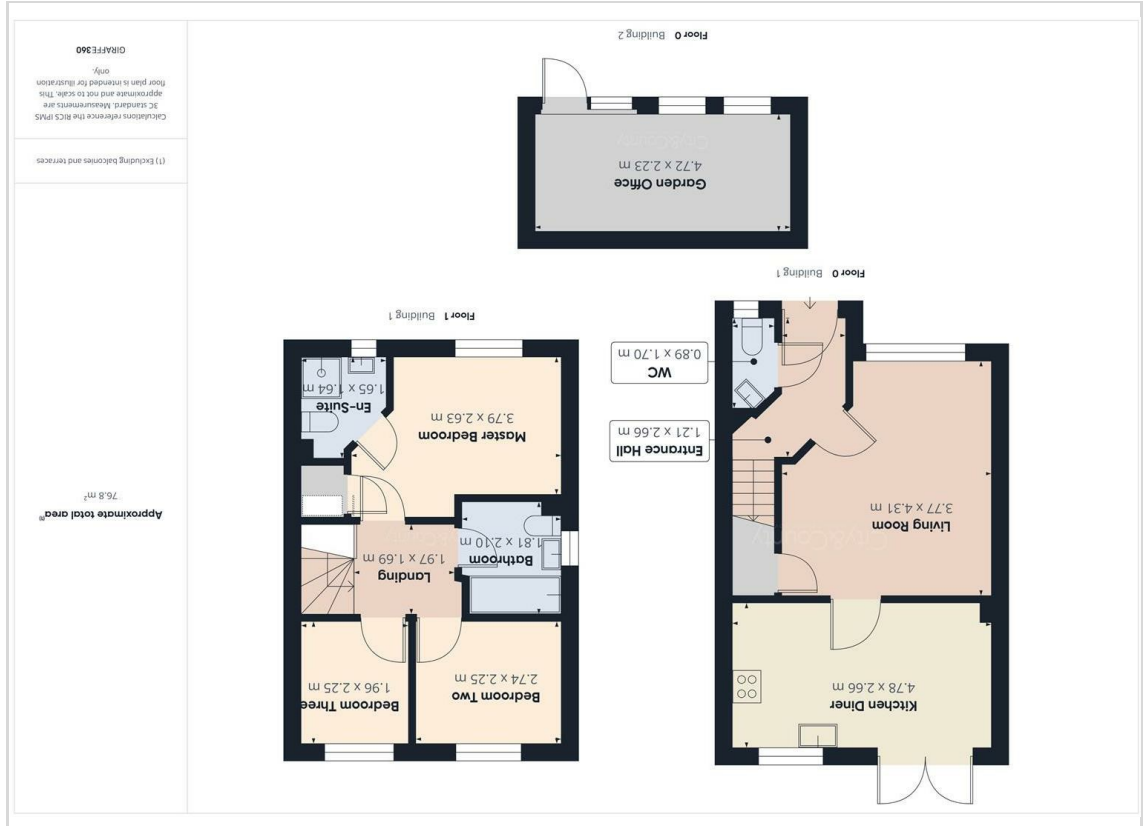 Kitchen Diner
4.78 x 2.66 m
Living Room
3.77 x 4.31 m
Entrance Hall
1.21 x 2.66 m
WC
0.89 x 1.70 m
City&County
Floor 0 Building 1
Bedroom Two
2.74 x 2.25 m
Bedroom Three
1.96 x 2.25 m
Landing
1.97 x 1.69 m
Bathroom
1.81 x 2.10 m
Master Bedroom
3.79 x 2.63 m
En-Suite
1.65 x 1.64 m
Floor 1 Building 1
Garden Office
4.72 x 2.23 m
City&County
Floor 0 Building 2
Approximate total area⁽¹⁾
76.8 m²
(1) Excluding balconies and terraces
Calculations reference the RICS IPMS
3C standard. Measurements are
approximate and not to scale. This
floor plan is intended for illustration
only.
GIRAFFE360